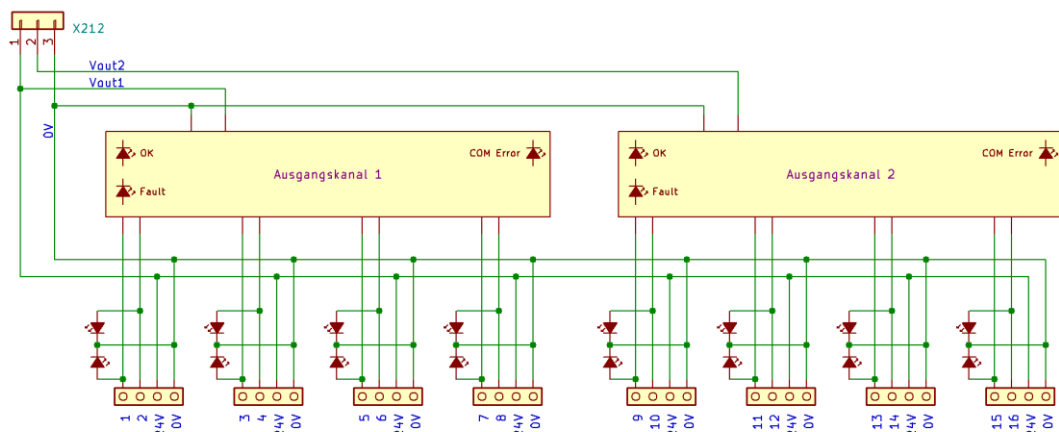 X212
1 2 3
Vout2
Vout1
0V
OK
COM Error
Ausgangskanal 1
Fault
OK
COM Error
Ausgangskanal 2
Fault
1 2 24V 0V
3 4 24V 0V
5 6 24V 0V
7 8 24V 0V
9 10 24V 0V
11 12 24V 0V
13 14 24V 0V
15 16 24V 0V